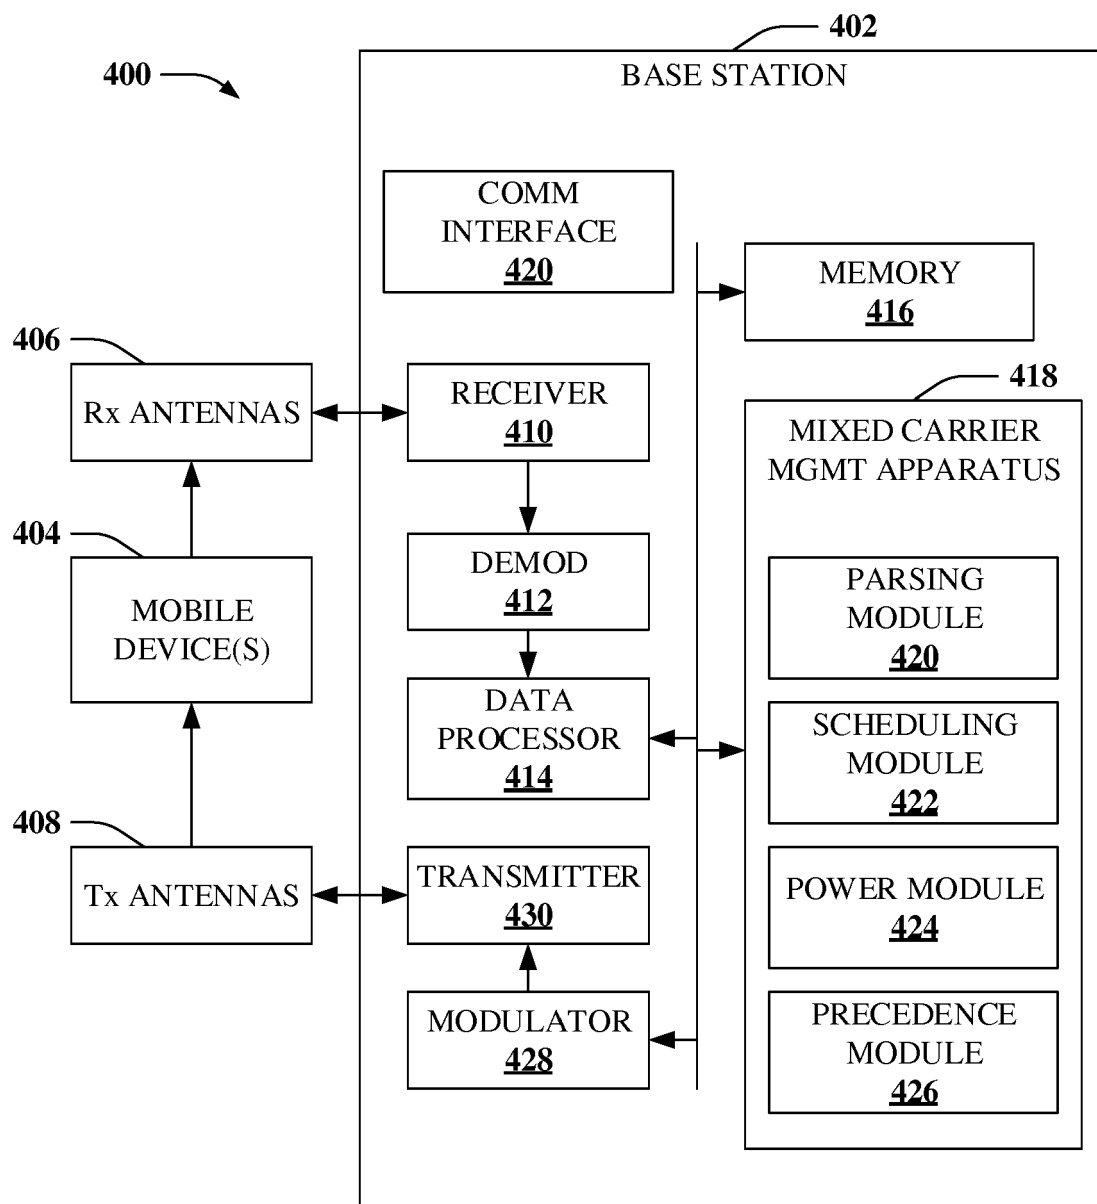 402
400
BASE STATION
COMM
INTERFACE
420
MEMORY
416
406
Rx ANTENNAS
RECEIVER
410
418
MIXED CARRIER
MGMT APPARATUS
404
MOBILE
DEVICE(S)
DEMOD
412
PARSING
MODULE
420
DATA
PROCESSOR
414
SCHEDULING
MODULE
422
408
Tx ANTENNAS
TRANSMITTER
430
POWER MODULE
424
MODULATOR
428
PRECEDENCE
MODULE
426